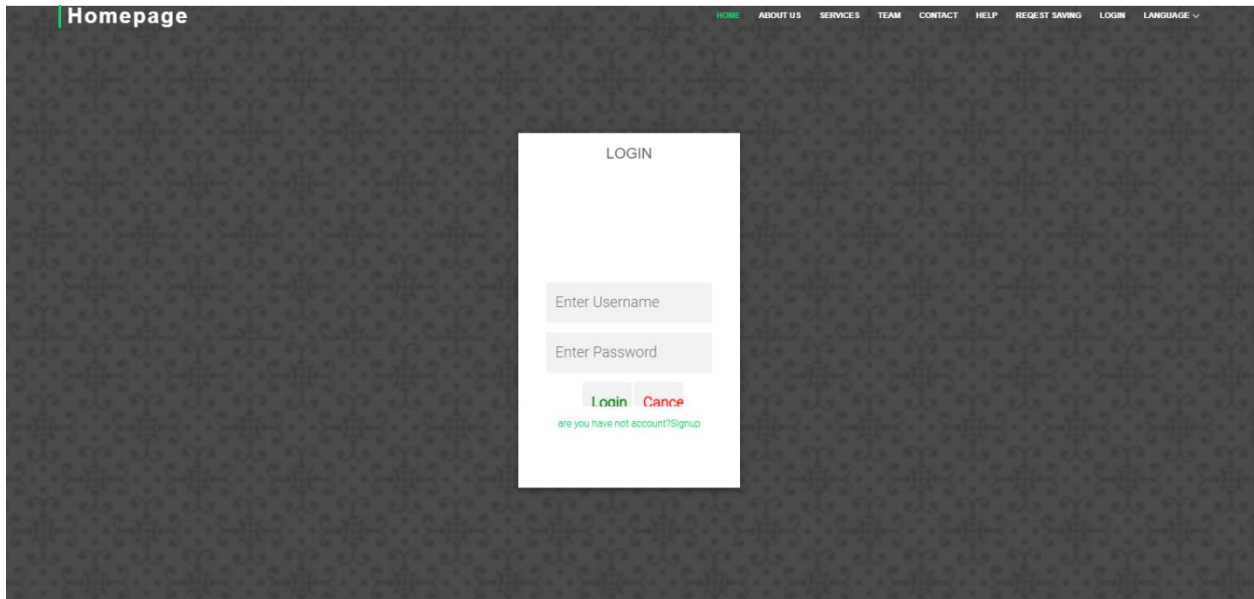 Homepage
HOME ABOUT US SERVICES TEAM CONTACT HELP REQEST SAVING LOGIN LANGUAGE
LOGIN
Enter Username
Enter Password
Login Cance
are you have not account?Signup